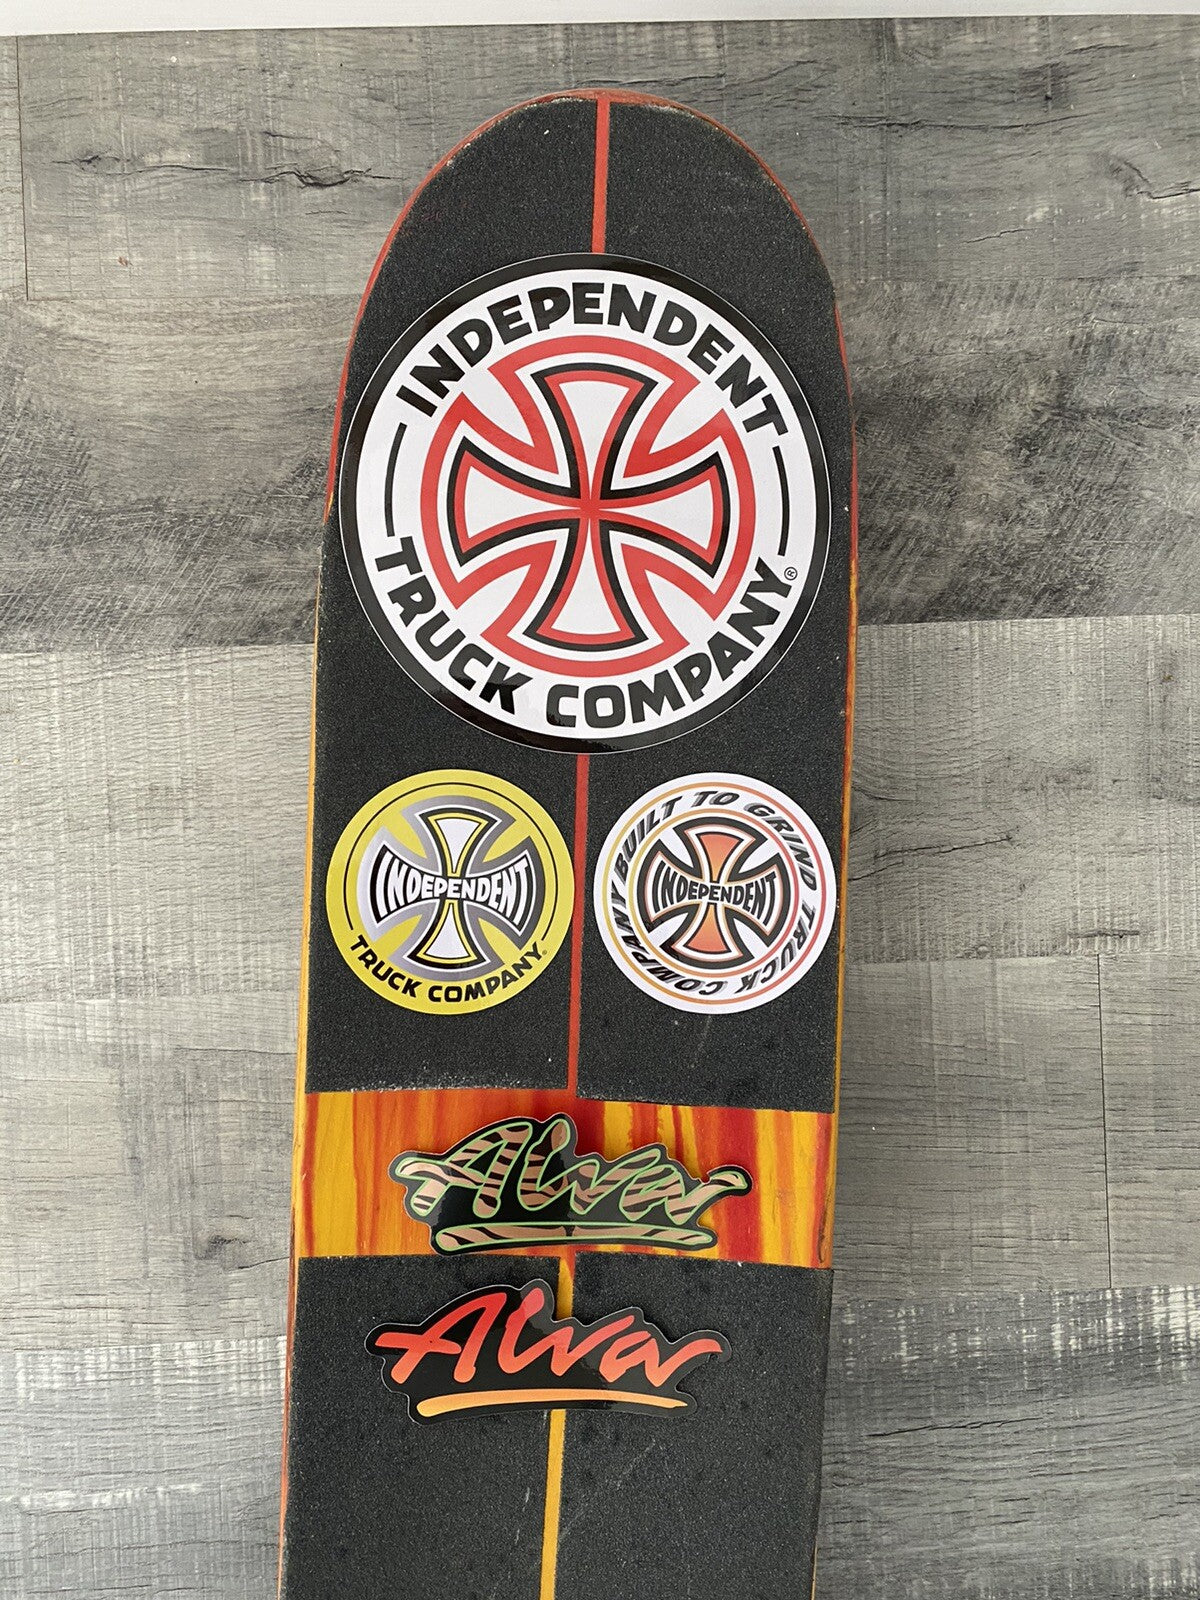 INDEPENDENT
TRUCK COMPANY®
INDEPENDENT
TRUCK COMPANY®
BUILT TO GRIND TRUCK COMPANY
INDEPENDENT
Alva
Alva